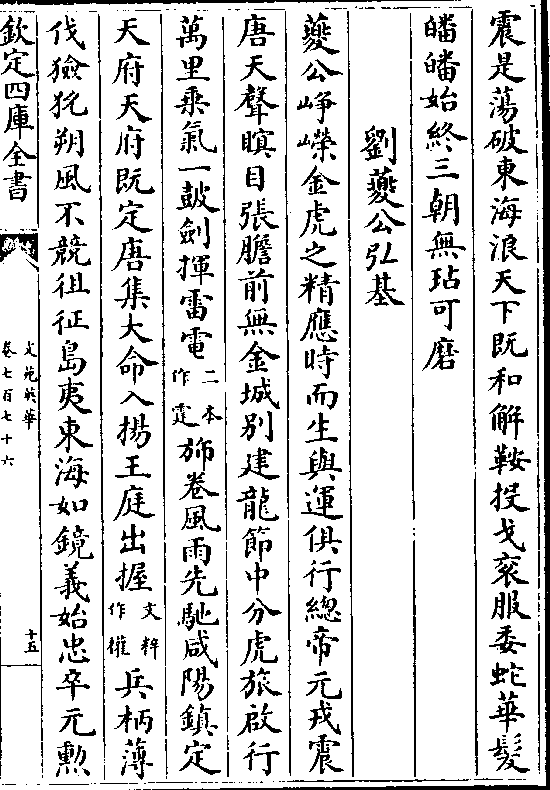 震是蕩破東海浪天下既和解鞍投戈衮服委蛇華髮
皤皤始終三朝無玷可磨
劉夔公弘基
夔公崢嶸金虎之精應時而生與運俱行總帝元戎震
唐天聲瞋目張膽前無金城别建龍節中分虎旅啟行
萬里乗氣一鼓劍揮雷電二本作霆斾卷風雨先馳咸陽鎮定
天府天府既定唐集大命入揚王庭出握文粹作權兵柄薄
伐獫狁朔風不競徂征島夷東海如鏡義始忠卒元勲
欽定四庫全書
文苑英華
卷七百七十六
十五